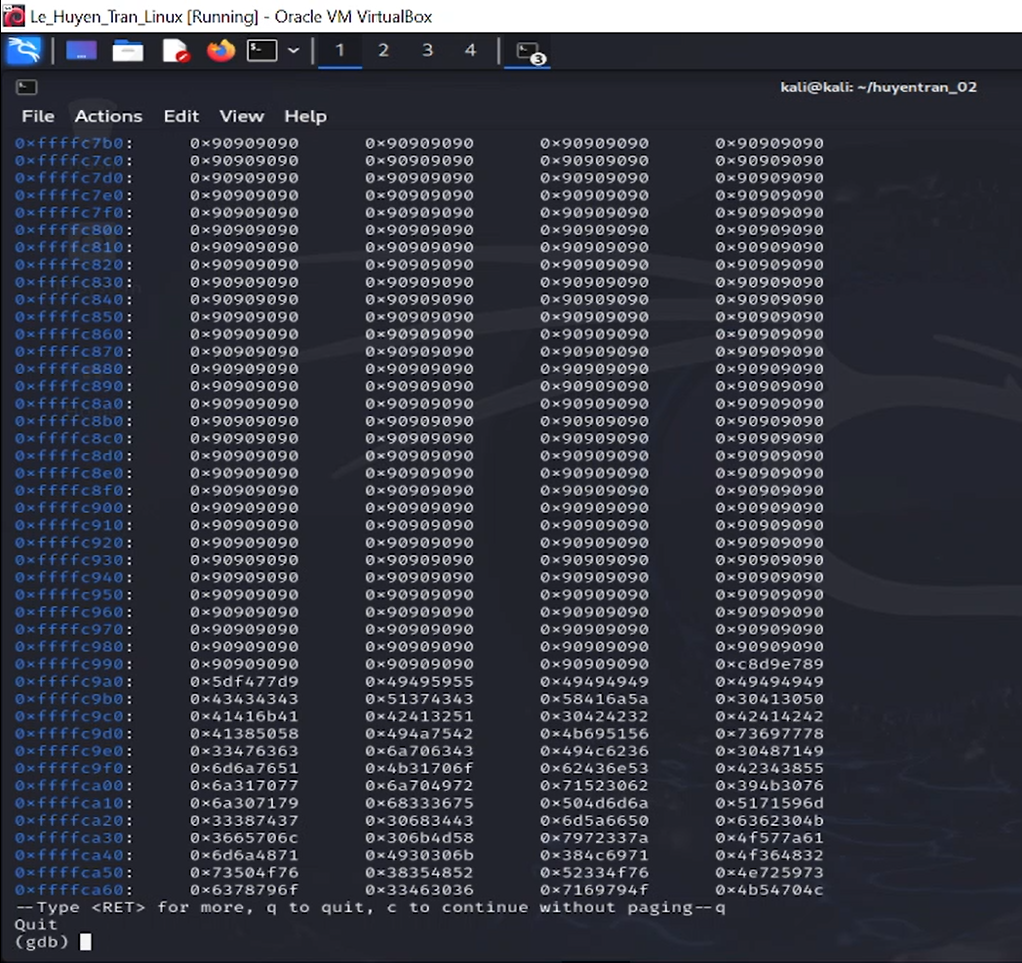 Le_Huyen_Tran_Linux [Running] - Oracle VM VirtualBox
1 2 3 4 3
kali@kali: ~/huyentran_02
File Actions Edit View Help
0xffffc7b0: 0x90909090 0x90909090 0x90909090 0x90909090
0xffffc7c0: 0x90909090 0x90909090 0x90909090 0x90909090
0xffffc7d0: 0x90909090 0x90909090 0x90909090 0x90909090
0xffffc7e0: 0x90909090 0x90909090 0x90909090 0x90909090
0xffffc7f0: 0x90909090 0x90909090 0x90909090 0x90909090
0xffffc800: 0x90909090 0x90909090 0x90909090 0x90909090
0xffffc810: 0x90909090 0x90909090 0x90909090 0x90909090
0xffffc820: 0x90909090 0x90909090 0x90909090 0x90909090
0xffffc830: 0x90909090 0x90909090 0x90909090 0x90909090
0xffffc840: 0x90909090 0x90909090 0x90909090 0x90909090
0xffffc850: 0x90909090 0x90909090 0x90909090 0x90909090
0xffffc860: 0x90909090 0x90909090 0x90909090 0x90909090
0xffffc870: 0x90909090 0x90909090 0x90909090 0x90909090
0xffffc880: 0x90909090 0x90909090 0x90909090 0x90909090
0xffffc890: 0x90909090 0x90909090 0x90909090 0x90909090
0xffffc8a0: 0x90909090 0x90909090 0x90909090 0x90909090
0xffffc8b0: 0x90909090 0x90909090 0x90909090 0x90909090
0xffffc8c0: 0x90909090 0x90909090 0x90909090 0x90909090
0xffffc8d0: 0x90909090 0x90909090 0x90909090 0x90909090
0xffffc8e0: 0x90909090 0x90909090 0x90909090 0x90909090
0xffffc8f0: 0x90909090 0x90909090 0x90909090 0x90909090
0xffffc900: 0x90909090 0x90909090 0x90909090 0x90909090
0xffffc910: 0x90909090 0x90909090 0x90909090 0x90909090
0xffffc920: 0x90909090 0x90909090 0x90909090 0x90909090
0xffffc930: 0x90909090 0x90909090 0x90909090 0x90909090
0xffffc940: 0x90909090 0x90909090 0x90909090 0x90909090
0xffffc950: 0x90909090 0x90909090 0x90909090 0x90909090
0xffffc960: 0x90909090 0x90909090 0x90909090 0x90909090
0xffffc970: 0x90909090 0x90909090 0x90909090 0x90909090
0xffffc980: 0x90909090 0x90909090 0x90909090 0x90909090
0xffffc990: 0x90909090 0x90909090 0x90909090 0xc8d9e789
0xffffc9a0: 0x5df477d9 0x49495955 0x49494949 0x49494949
0xffffc9b0: 0x43434343 0x51374343 0x58416a5a 0x30413050
0xffffc9c0: 0x41416b41 0x42413251 0x30424232 0x42414242
0xffffc9d0: 0x41385058 0x494a7542 0x4b695156 0x73697778
0xffffc9e0: 0x33476363 0x6a706343 0x494c6236 0x30487149
0xffffc9f0: 0x6d6a7651 0x4b31706f 0x62436e53 0x42343855
0xffffca00: 0x6a317077 0x6a704972 0x71523062 0x394b3076
0xffffca10: 0x6a307179 0x68333675 0x504d6d6a 0x5171596d
0xffffca20: 0x33387437 0x30683443 0x6d5a6650 0x6362304b
0xffffca30: 0x3665706c 0x306b4d58 0x7972337a 0x4f577a61
0xffffca40: 0x6d6a4871 0x4930306b 0x384c6971 0x4f364832
0xffffca50: 0x73504f76 0x38354852 0x52334f76 0x4e725973
0xffffca60: 0x6378796f 0x33463036 0x7169794f 0x4b54704c
--Type <RET> for more, q to quit, c to continue without paging--q
Quit
(gdb)